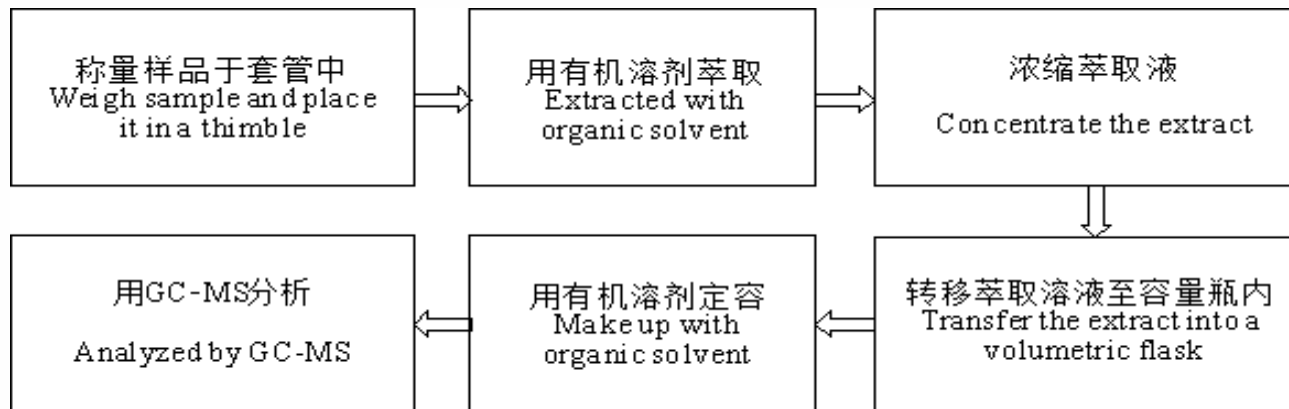 称量样品于套管中
Weigh sample and place
it in a thimble
用有机溶剂萃取
Extracted with
organic solvent
浓缩萃取液
Concentrate the extract
转移萃取溶液至容量瓶内
Transfer the extract into a
volumetric flask
用有机溶剂定容
Make up with
organic solvent
用GC-MS分析
Analyzed by GC-MS